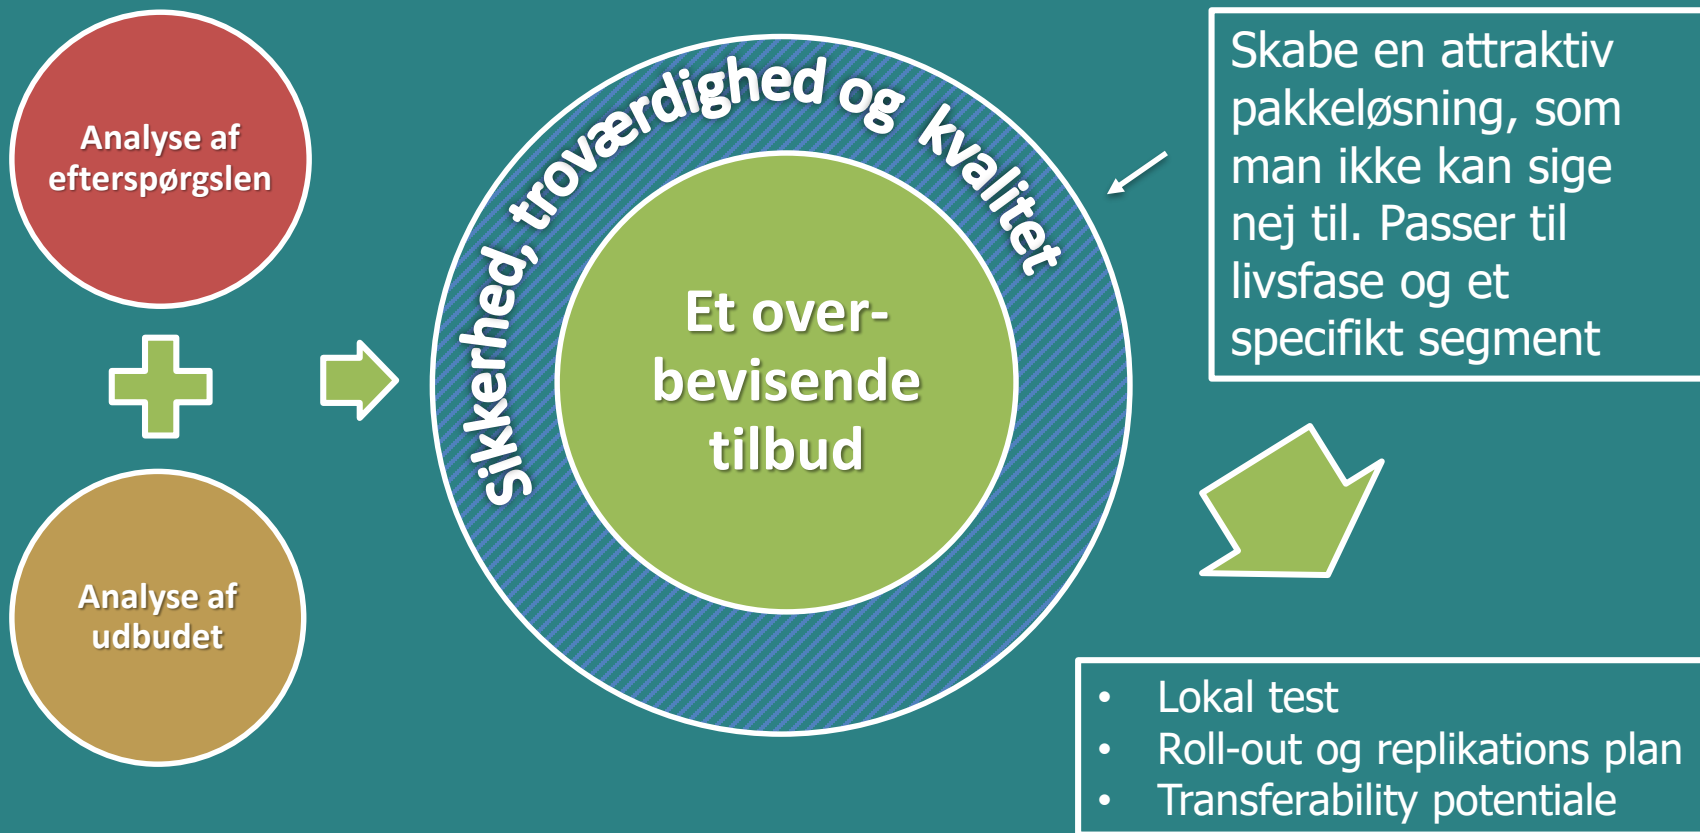 Analyse af
efterspørgslen
Analyse af
udbudet
Sikkerhed, troværdighed og kvalitet
Et over-
bevisende
tilbud
Skabe en attraktiv
pakkeløsning, som
man ikke kan sige
nej til. Passer til
livsfase og et
specifikt segment
• Lokal test
• Roll-out og replikations plan
• Transferability potentiale